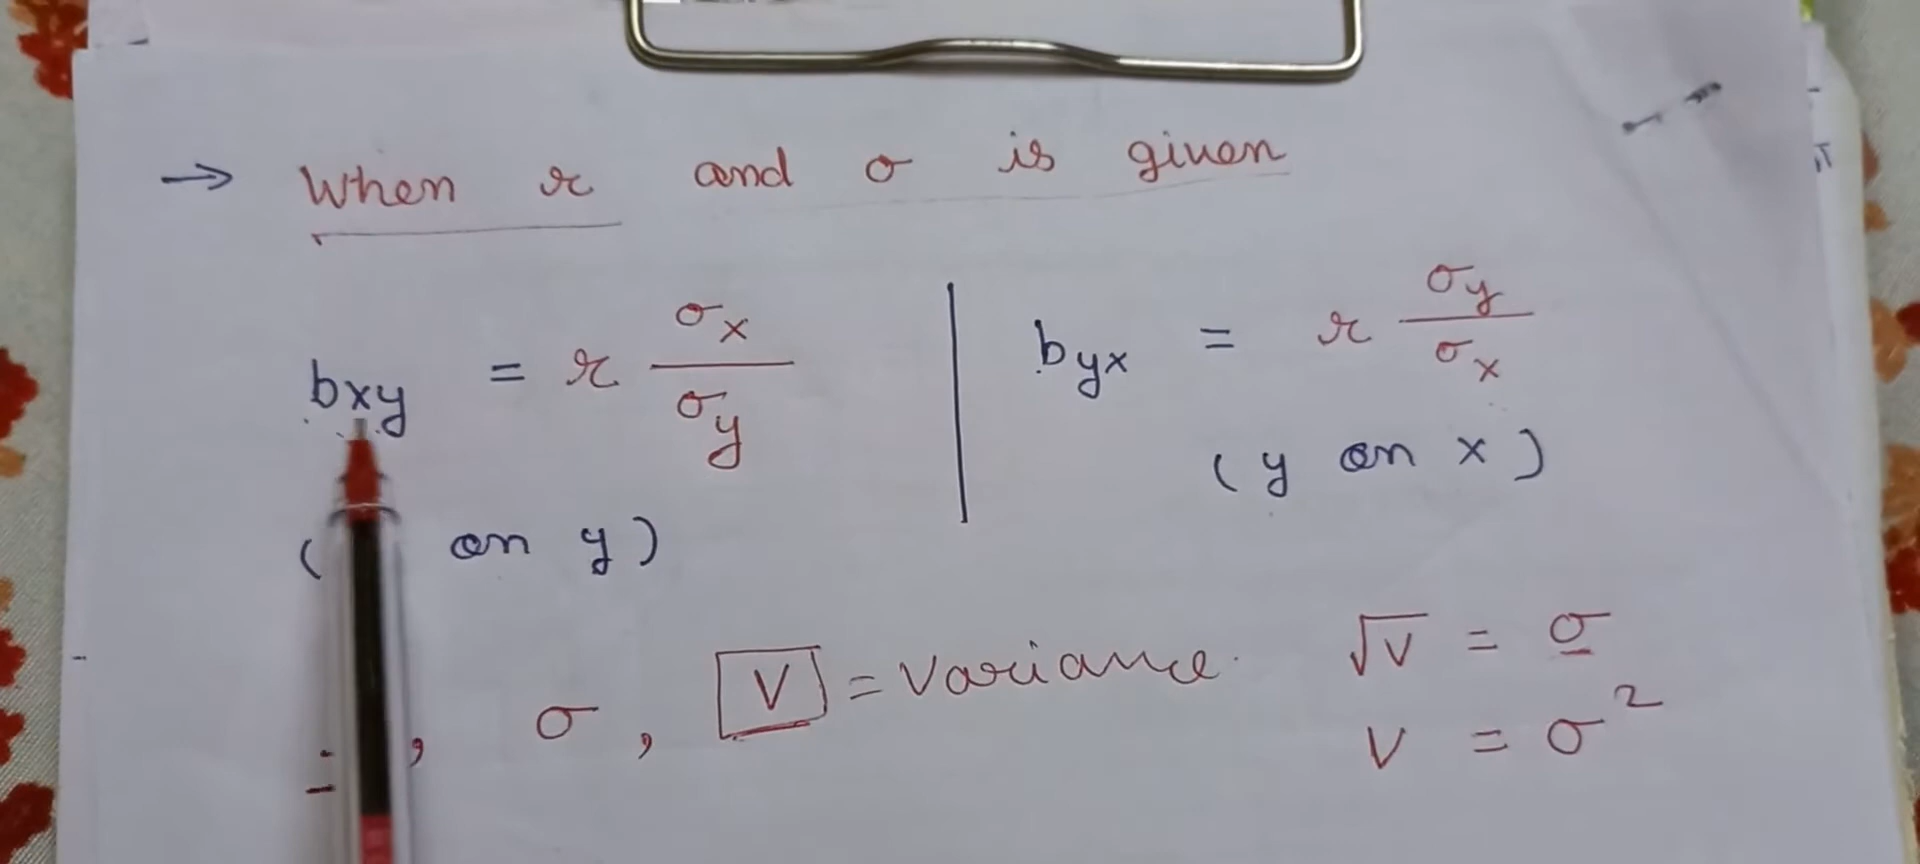 → When r and σ is given
bxy = r σx / σy
byx = r σy / σx
( on y)
(y on x)
, σ, V = Variance.
√V = σ
V = σ²